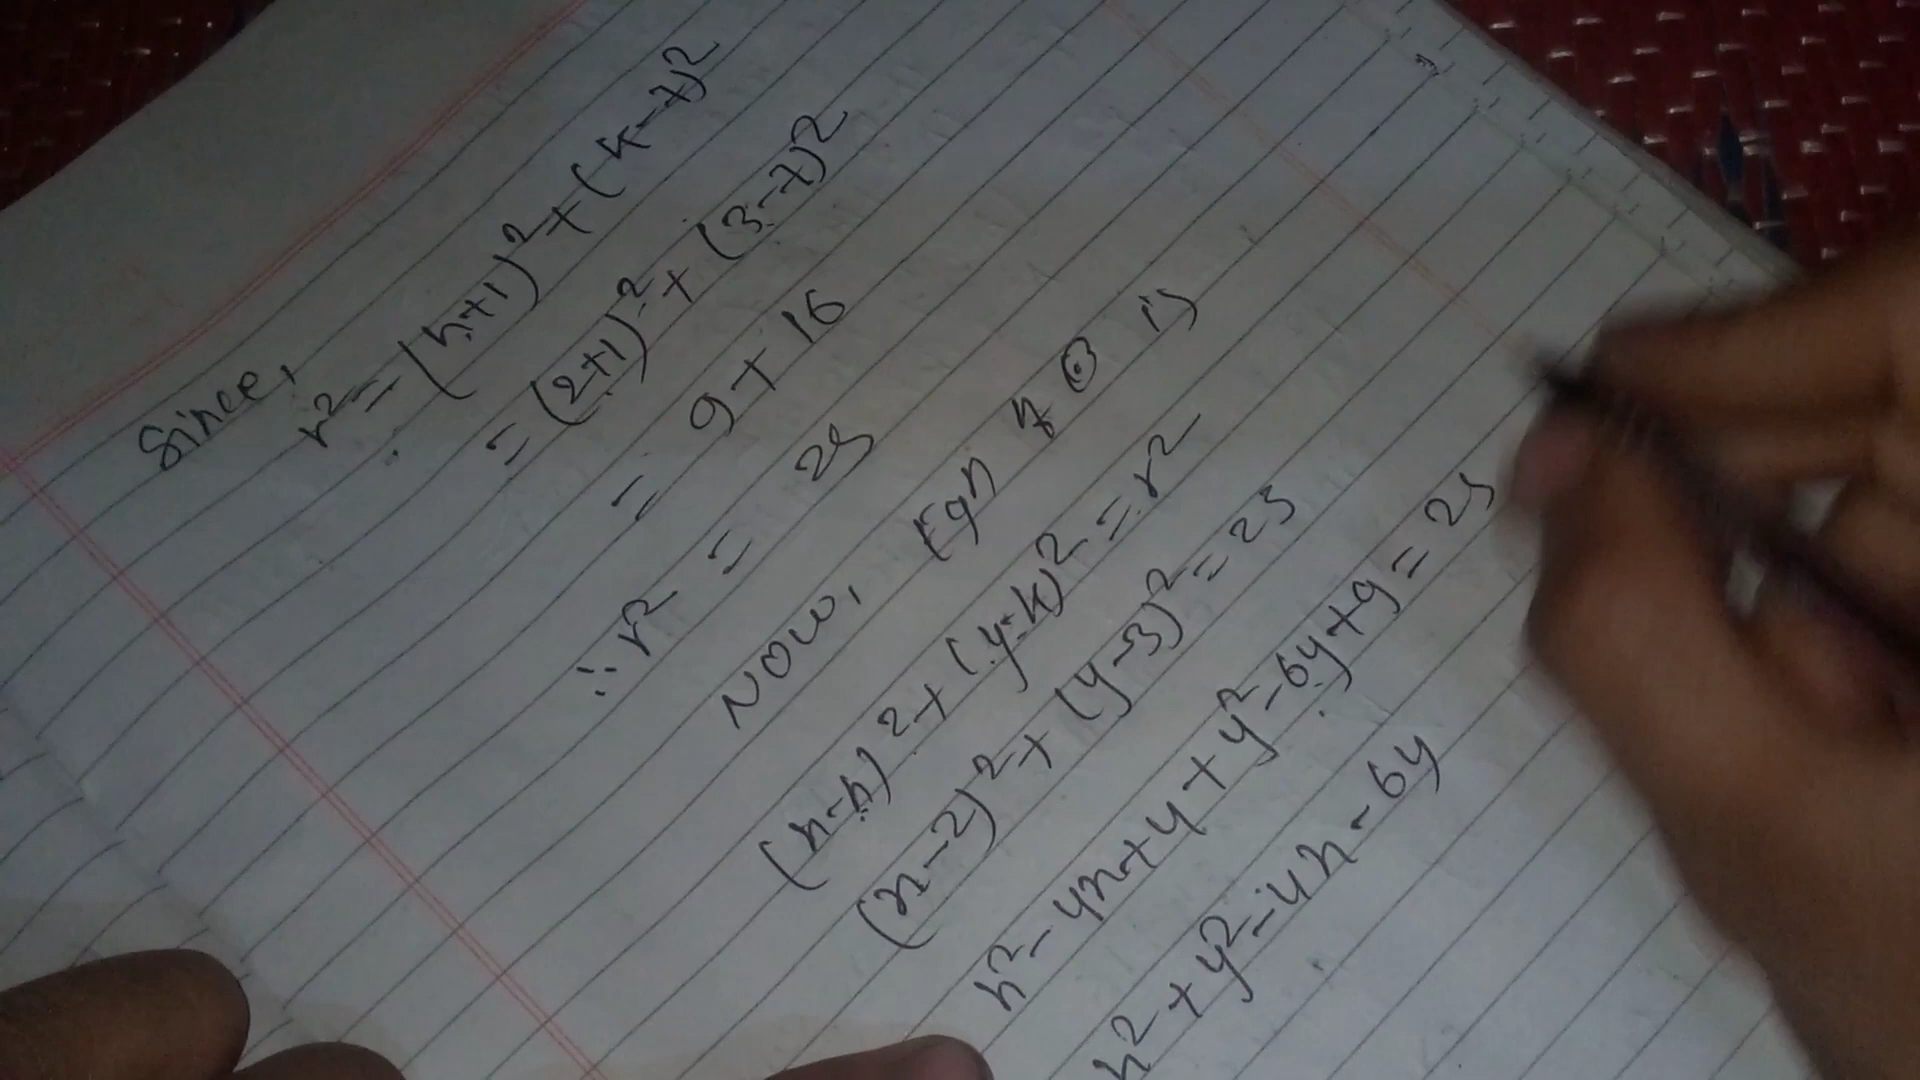 Since,
r² = (h+1)² + (k-7)²
= (2+1)² + (3-7)²
= 9 + 16
∴ r² = 25
Now, Eqn of ⊙ is
(x-h)² + (y-k)² = r²
(x-2)² + (y-3)² = 25
x² - 4x + 4 + y² - 6y + 9 = 25
x² + y² - 4x - 6y